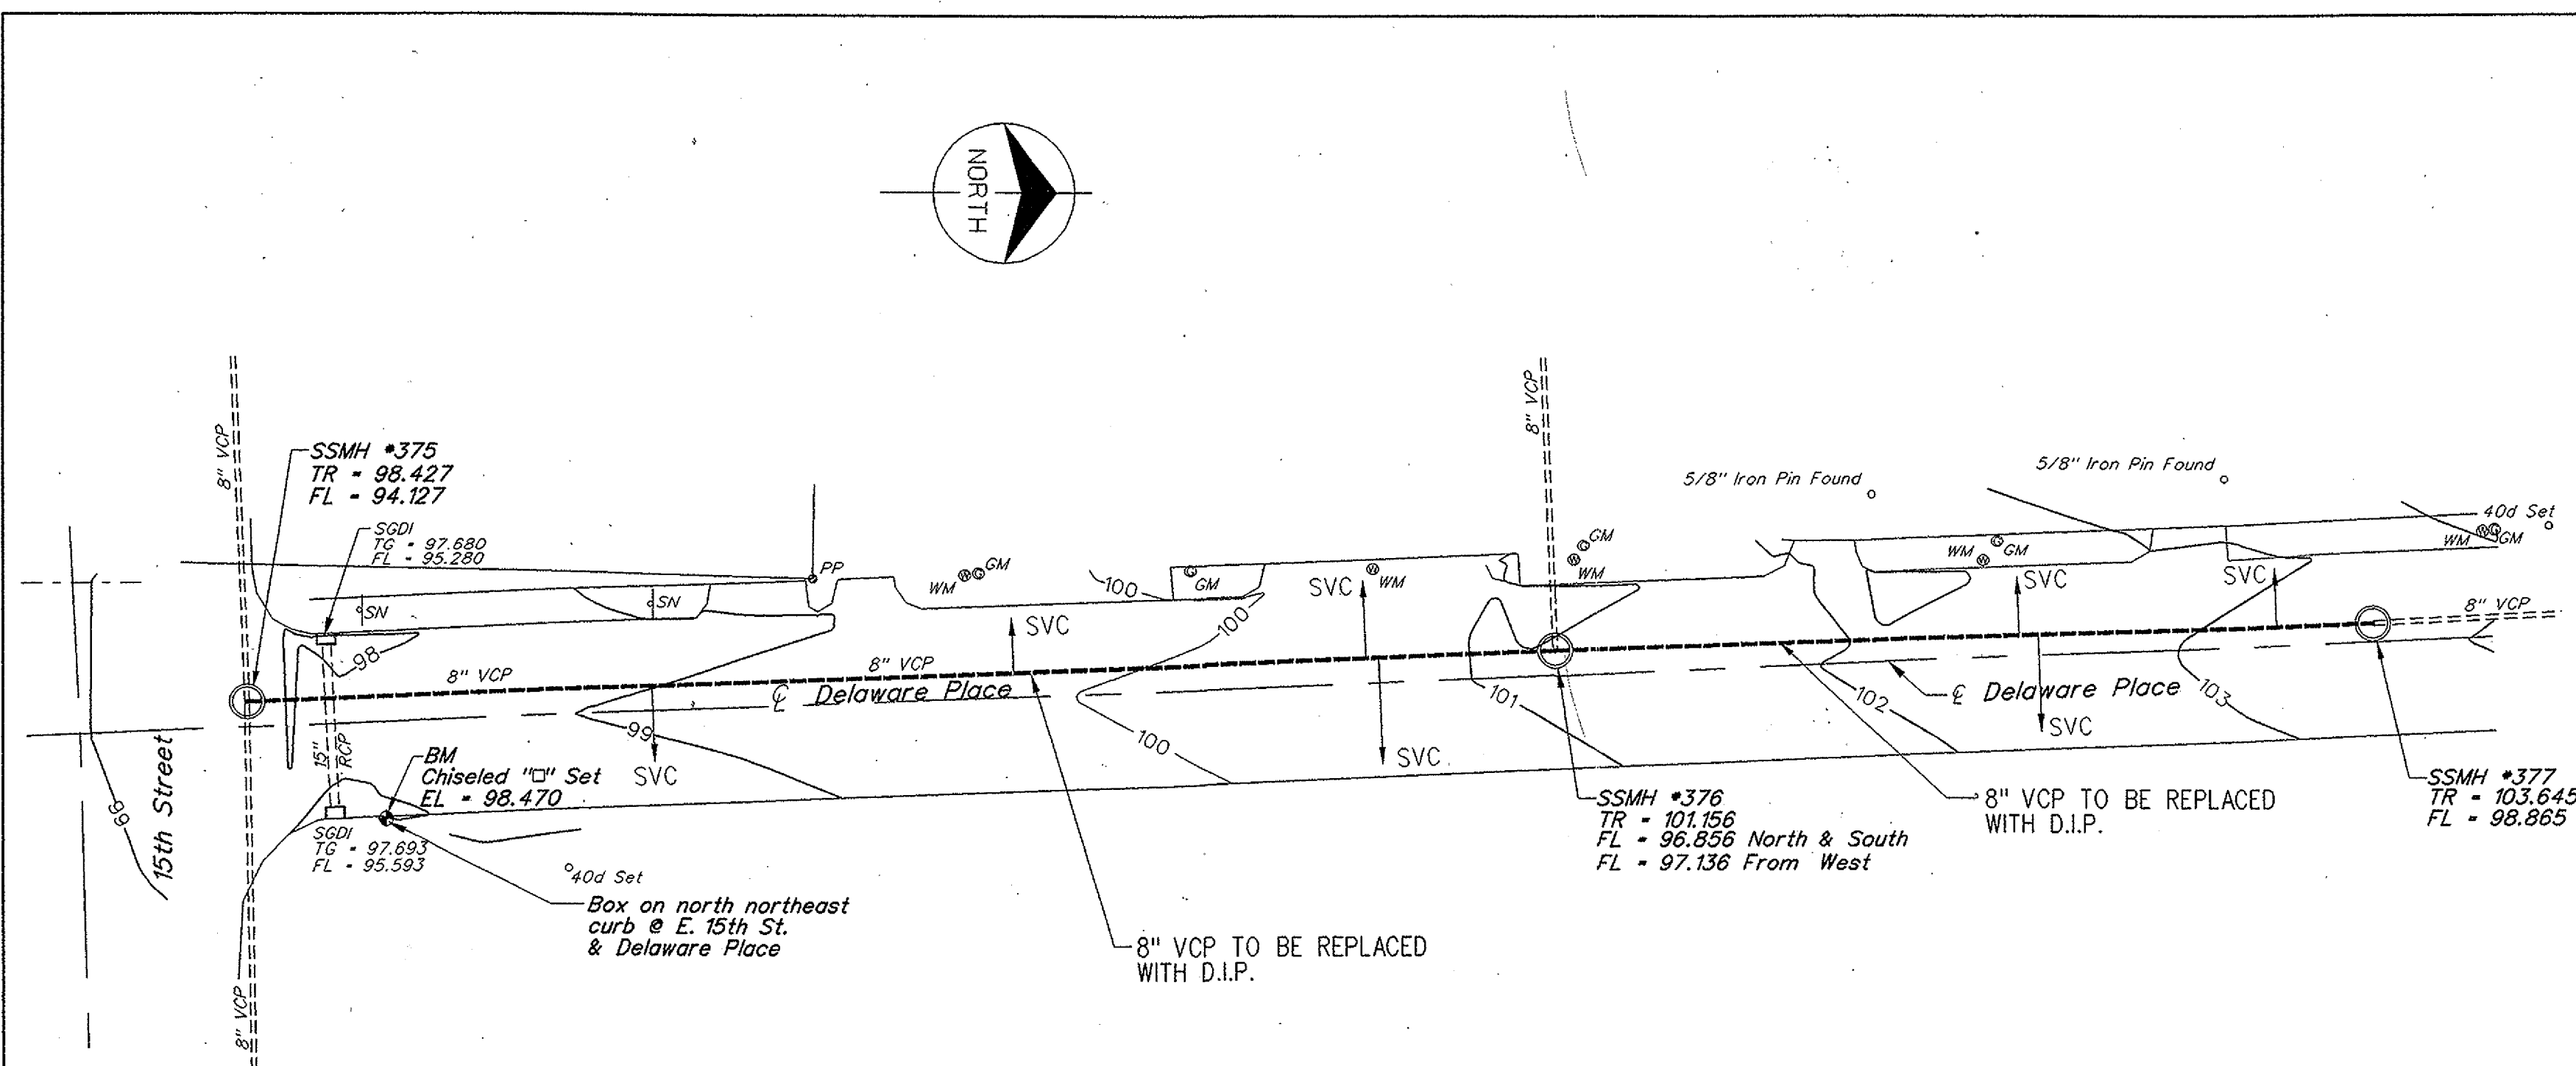 NORTH
8" VCP
SSMH #375
TR = 98.427
FL = 94.127
SGDI
TG = 97.680
FL = 95.280
SN
SN
PP
WM
GM
100
GM
100
SVC
WM
SVC
8" VCP
GM
WM
5/8" Iron Pin Found
5/8" Iron Pin Found
40d Set
WM
GM
WM
GM
SVC
SVC
8" VCP
98
8" VCP
8" VCP
℄ Delaware Place
℄ Delaware Place
99
100
101
102
103
SVC
SVC
SVC
15th Street
99
15" RCP
BM
Chiseled "□" Set
EL = 98.470
SGDI
TG = 97.693
FL = 95.593
40d Set
Box on north northeast
curb @ E. 15th St.
& Delaware Place
8" VCP TO BE REPLACED
WITH D.I.P.
SSMH #376
TR = 101.156
FL = 96.856 North & South
FL = 97.136 From West
8" VCP TO BE REPLACED
WITH D.I.P.
SSMH #377
TR = 103.645
FL = 98.865
8" VCP